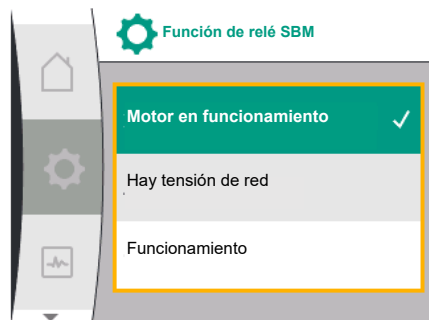 Función de relé SBM
Motor en funcionamiento
Hay tensión de red
Funcionamiento